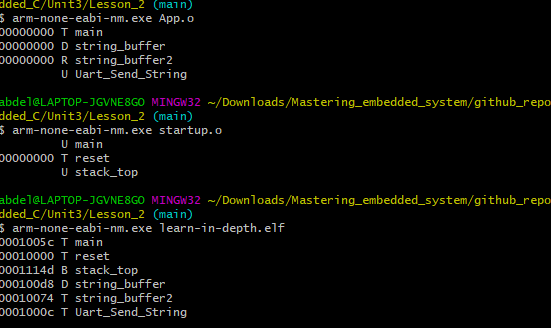 dded_C/Unit3/Lesson_2 (main)
$ arm-none-eabi-nm.exe App.o
00000000 T main
00000000 D string_buffer
00000000 R string_buffer2
U Uart_Send_String
abdel@LAPTOP-JGVNE8GO MINGW32 ~/Downloads/Mastering_embedded_system/github_repo
dded_C/Unit3/Lesson_2 (main)
$ arm-none-eabi-nm.exe startup.o
U main
00000000 T reset
U stack_top
abdel@LAPTOP-JGVNE8GO MINGW32 ~/Downloads/Mastering_embedded_system/github_repo
dded_C/Unit3/Lesson_2 (main)
$ arm-none-eabi-nm.exe learn-in-depth.elf
0001005c T main
00010000 T reset
0001114d B stack_top
000100d8 D string_buffer
00010074 T string_buffer2
0001000c T Uart_Send_String